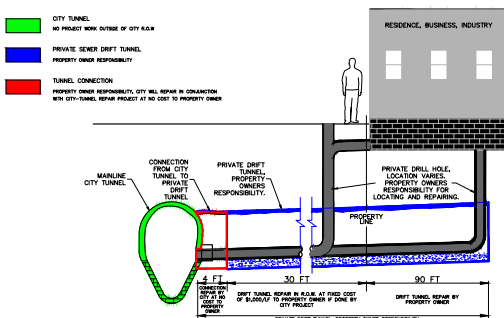 CITY TUNNEL
NO PROJECT WORK OUTSIDE OF CITY R.O.W
PRIVATE SEWER DRIFT TUNNEL
PROPERTY OWNER RESPONSIBILITY
TUNNEL CONNECTION
PROPERTY OWNER RESPONSIBILITY, CITY WILL REPAIR IN CONJUNCTION
WITH CITY-TUNNEL REPAIR PROJECT AT NO COST TO PROPERTY OWNER
RESIDENCE, BUSINESS, INDUSTRY
MAINLINE
CITY TUNNEL
CONNECTION
FROM CITY
TUNNEL TO
PRIVATE
DRIFT
TUNNEL
PRIVATE DRIFT
TUNNEL,
PROPERTY
OWNERS
RESPONSIBILITY.
PRIVATE DRILL HOLE,
LOCATION VARIES.
PROPERTY OWNERS
RESPONSIBILITY FOR
LOCATING AND REPAIRING.
PROPERTY
LINE
4 FT
30 FT
90 FT
CONNECTION
REPAIR BY
CITY AT NO
COST TO
PROPERTY
OWNER
DRIFT TUNNEL REPAIR IN R.O.W. AT FIXED COST
OF $1,000/LF TO PROPERTY OWNER IF DONE BY
CITY PROJECT
DRIFT TUNNEL REPAIR BY
PROPERTY OWNER